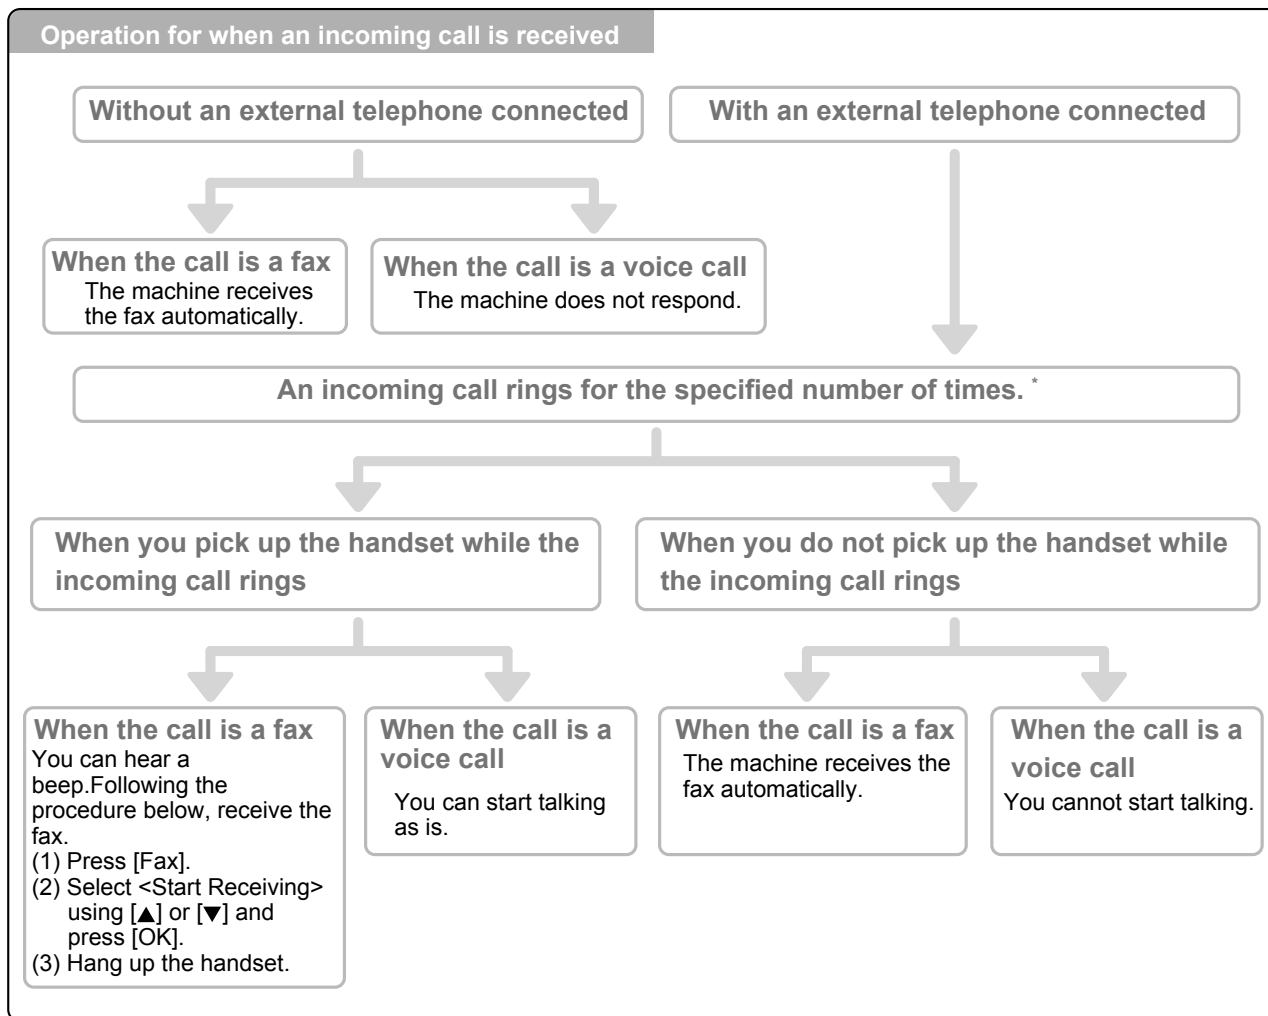 Operation for when an incoming call is received
Without an external telephone connected
With an external telephone connected
When the call is a fax
The machine receives
the fax automatically.
When the call is a voice call
The machine does not respond.
An incoming call rings for the specified number of times. *
When you pick up the handset while the
incoming call rings
When you do not pick up the handset while
the incoming call rings
When the call is a fax
You can hear a
beep.Following the
procedure below, receive the
fax.
(1) Press [Fax].
(2) Select <Start Receiving>
using [▲] or [▼] and
press [OK].
(3) Hang up the handset.
When the call is a
voice call
You can start talking
as is.
When the call is a fax
The machine receives the
fax automatically.
When the call is a
voice call
You cannot start talking.